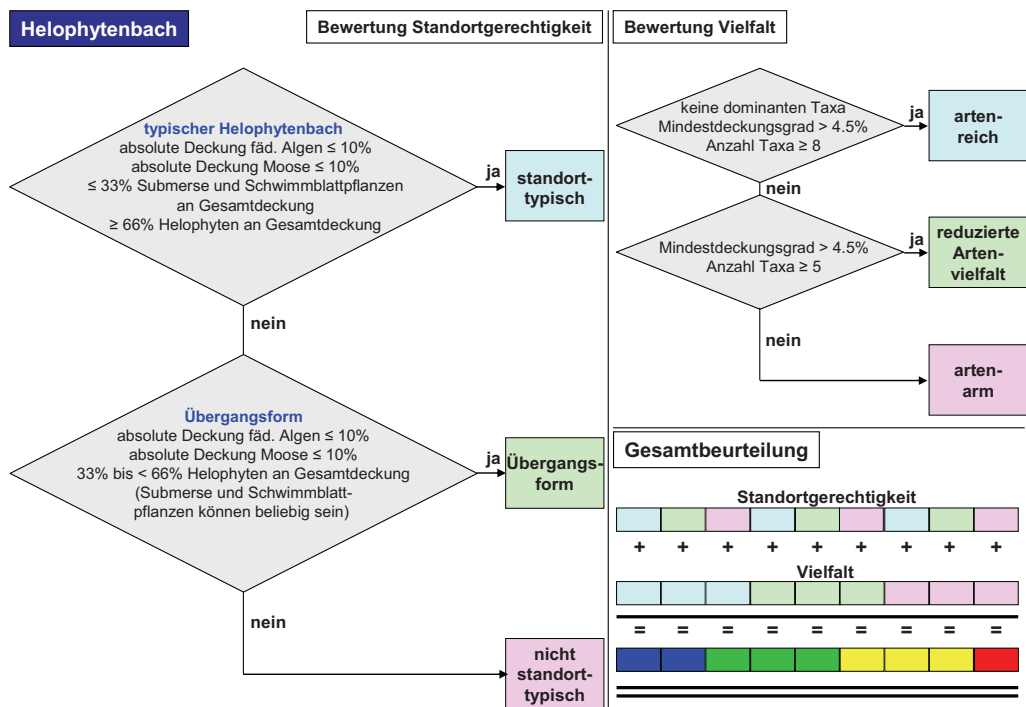 Helophytenbach
Bewertung Standortgerechtigkeit
typischer Helophytenbach
absolute Deckung fäd. Algen ≤ 10%
absolute Deckung Moose ≤ 10%
≤ 33% Submerse und Schwimmblattpflanzen
an Gesamtdeckung
≥ 66% Helophyten an Gesamtdeckung
ja
standort-
typisch
nein
Übergangsform
absolute Deckung fäd. Algen ≤ 10%
absolute Deckung Moose ≤ 10%
33% bis < 66% Helophyten an Gesamtdeckung
(Submerse und Schwimmblatt-
pflanzen können beliebig sein)
ja
Übergangs-
form
nein
nicht
standort-
typisch
Bewertung Vielfalt
keine dominanten Taxa
Mindestdeckungsgrad > 4.5%
Anzahl Taxa ≥ 8
ja
arten-
reich
nein
Mindestdeckungsgrad > 4.5%
Anzahl Taxa ≥ 5
ja
reduzierte
Arten-
vielfalt
nein
arten-
arm
Gesamtbeurteilung
Standortgerechtigkeit
+ + + + + + + + +
Vielfalt
= = = = = = = = =